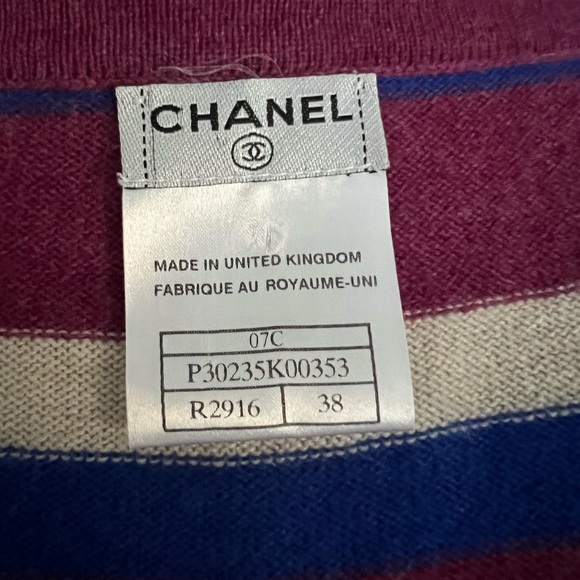 CHANEL
MADE IN UNITED KINGDOM
FABRIQUE AU ROYAUME-UNI
07C
P30235K00353
R2916 38